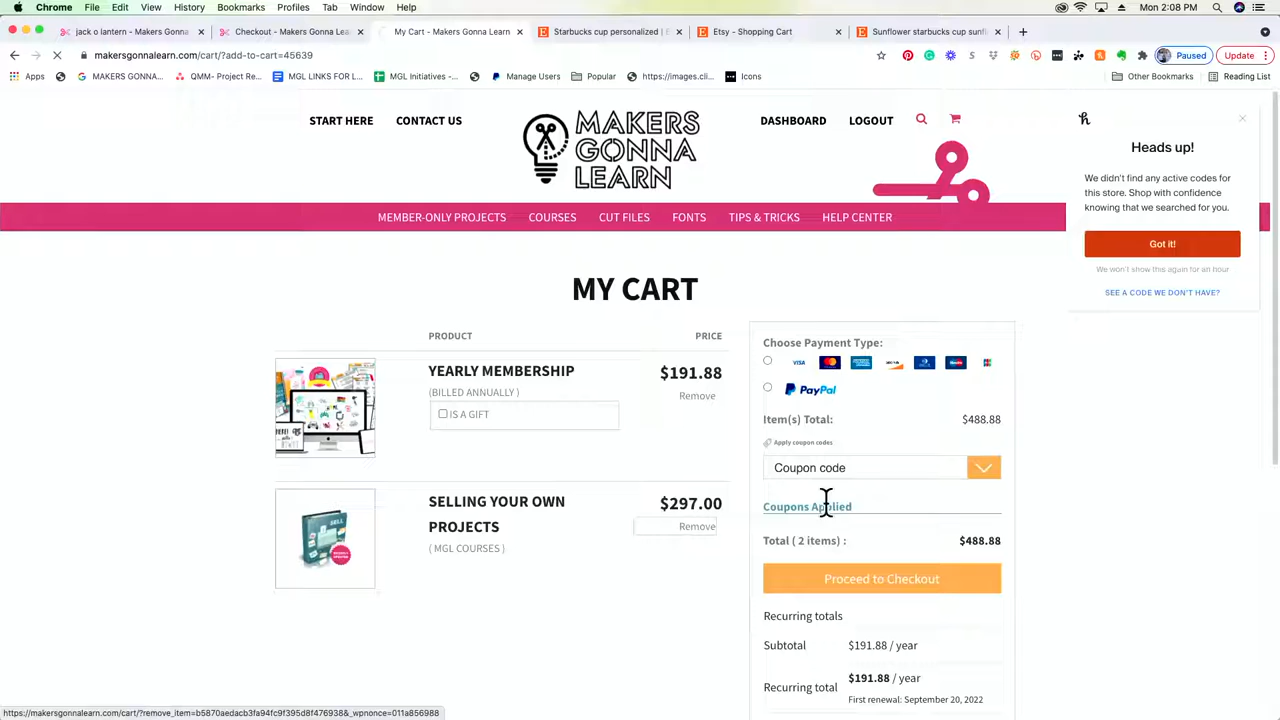 Chrome File Edit View History Bookmarks Profiles Tab Window Help
Mon 2:08 PM
jack o lantern - Makers Gonna
Checkout - Makers Gonna Lea
My Cart - Makers Gonna Learn
Starbucks cup personalized | E
Etsy - Shopping Cart
Sunflower starbucks cup sunfl
makersgonnalearn.com/cart/?add-to-cart=45639
Paused
Update
Apps
MAKERS GONNA...
QMM- Project Re...
MGL LINKS FOR L...
MGL Initiatives -...
Manage Users
Popular
https://images.cli...
Icons
Other Bookmarks
Reading List
START HERE
CONTACT US
MAKERS
GONNA
LEARN
DASHBOARD
LOGOUT
MEMBER-ONLY PROJECTS
COURSES
CUT FILES
FONTS
TIPS & TRICKS
HELP CENTER
Heads up!
We didn't find any active codes for
this store. Shop with confidence
knowing that we searched for you.
Got it!
We won't show this again for an hour
SEE A CODE WE DON'T HAVE?
MY CART
PRODUCT
PRICE
YEARLY MEMBERSHIP
$191.88
(BILLED ANNUALLY )
Remove
IS A GIFT
SELLING YOUR OWN
PROJECTS
$297.00
Remove
( MGL COURSES )
Choose Payment Type:
VISA
PayPal
Item(s) Total:
$488.88
Apply coupon codes
Coupon code
Coupons Applied
Total ( 2 items) :
$488.88
Proceed to Checkout
Recurring totals
Subtotal
$191.88 / year
Recurring total
$191.88 / year
First renewal: September 20, 2022
https://makersgonnalearn.com/cart/?remove_item=b5870aedacb3fa94fc9f395d8f476938&_wpnonce=011a856988